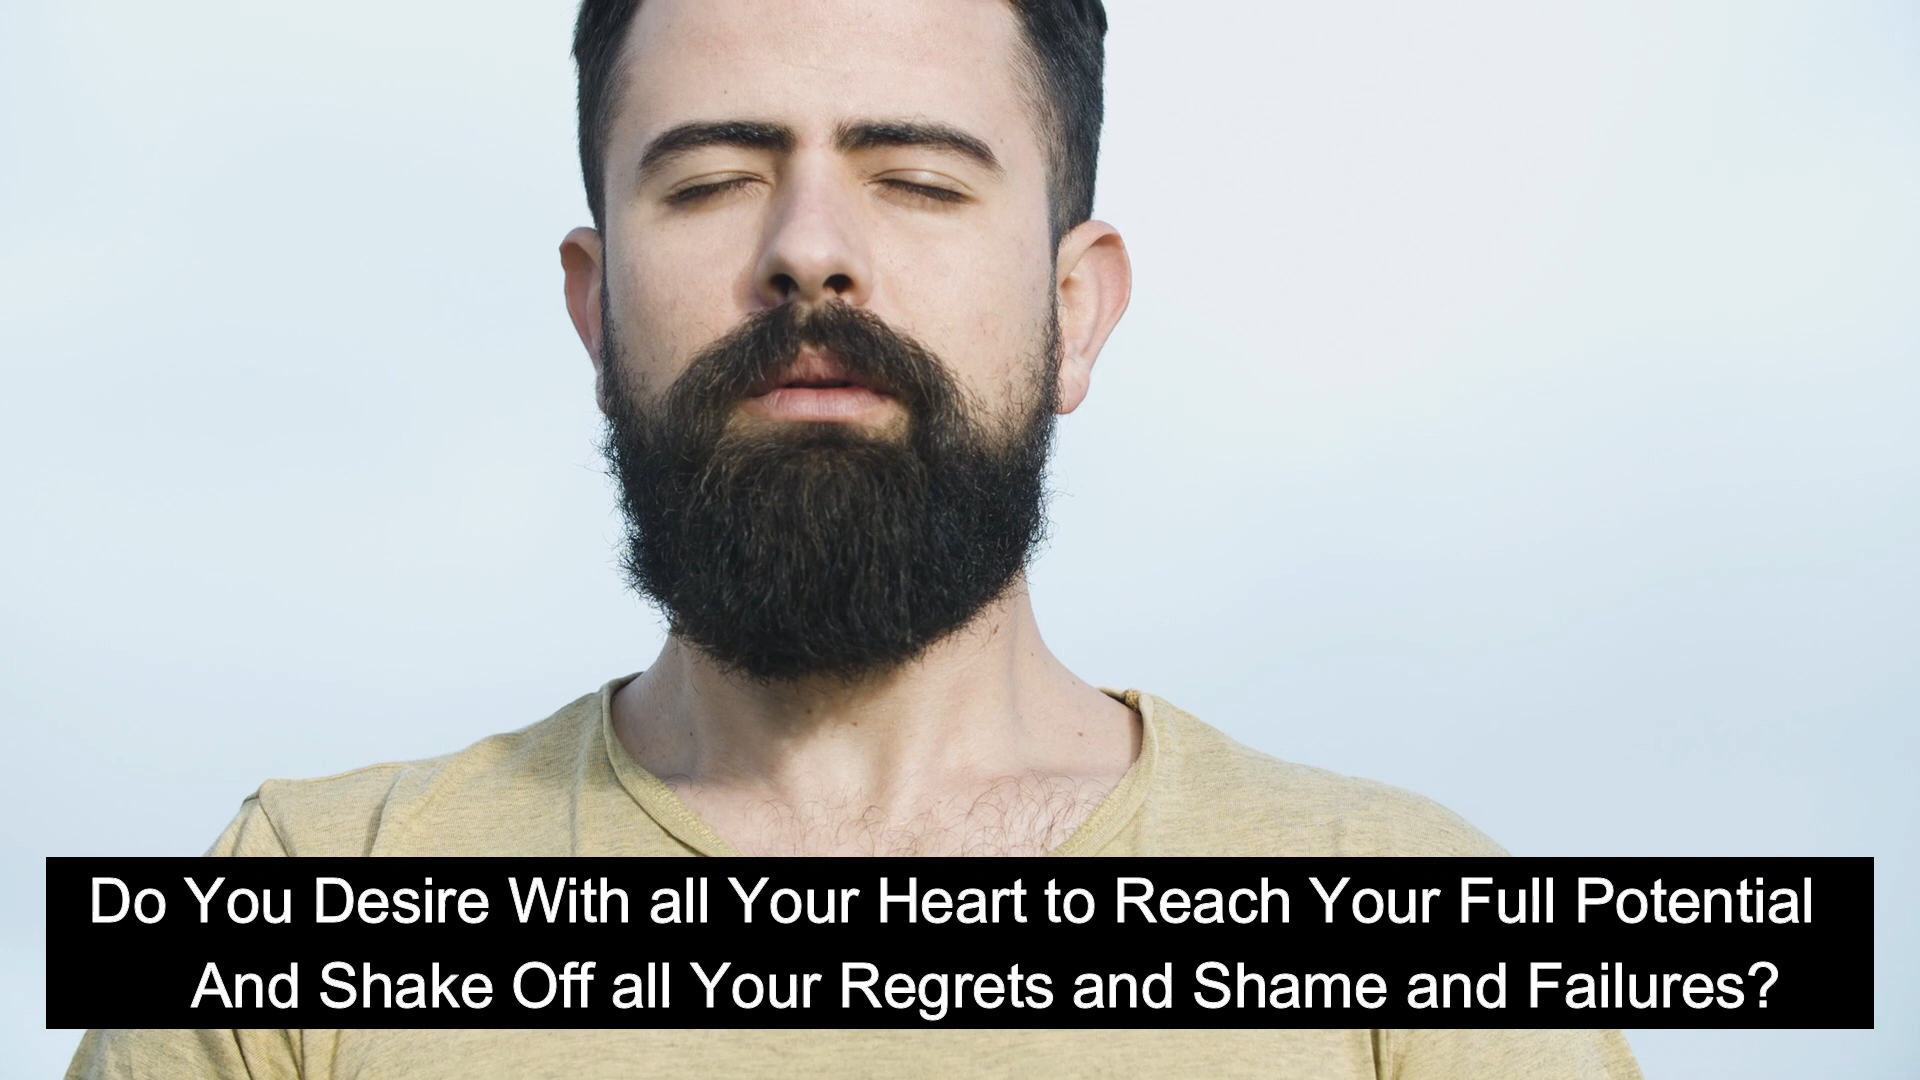 Do You Desire With all Your Heart to Reach Your Full Potential
And Shake Off all Your Regrets and Shame and Failures?